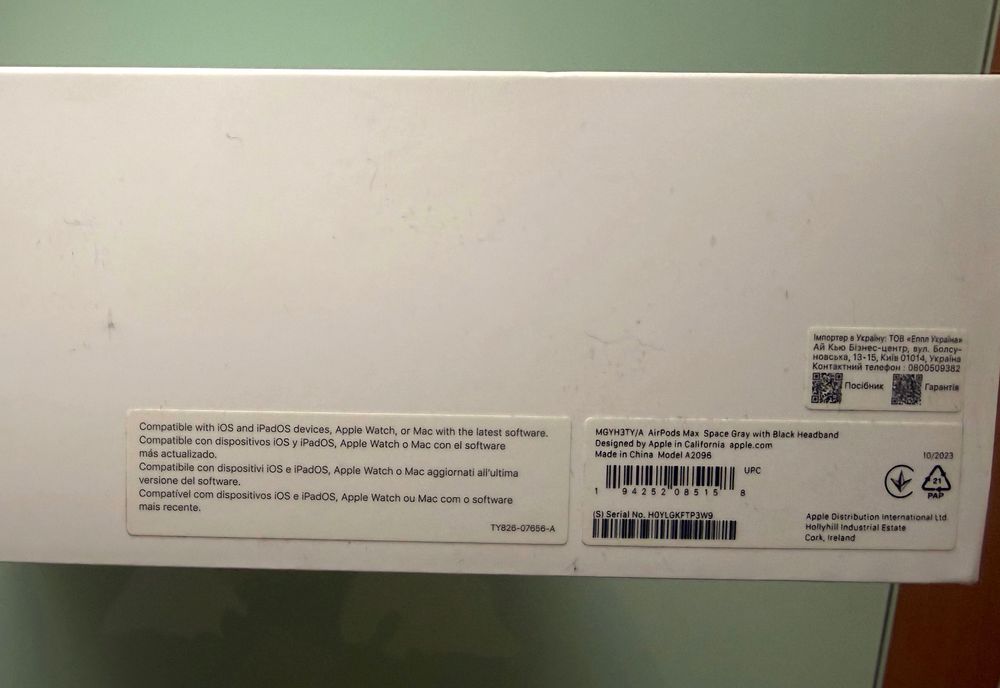 Імпортер в Україну: ТОВ «Еппл Україна»
Ай Кью Бізнес-центр, вул. Болсу-
новська, 13-15, Київ 01014, Україна
Контактний телефон : 0800509382
Посібник
Гарантія
Compatible with iOS and iPadOS devices, Apple Watch, or Mac with the latest software.
Compatible con dispositivos iOS y iPadOS, Apple Watch o Mac con el software
más actualizado.
Compatibile con dispositivi iOS e iPadOS, Apple Watch o Mac aggiornati all'ultima
versione del software.
Compatível com dispositivos iOS e iPadOS, Apple Watch ou Mac com o software
mais recente.
TY826-07656-A
MGYH3TY/A AirPods Max Space Gray with Black Headband
Designed by Apple in California apple.com
Made in China Model A2096
10/2023
UPC
1 94252 08515 8
(S) Serial No. H0YLGKFTP3W9
21
PAP
Apple Distribution International Ltd.
Hollyhill Industrial Estate
Cork, Ireland